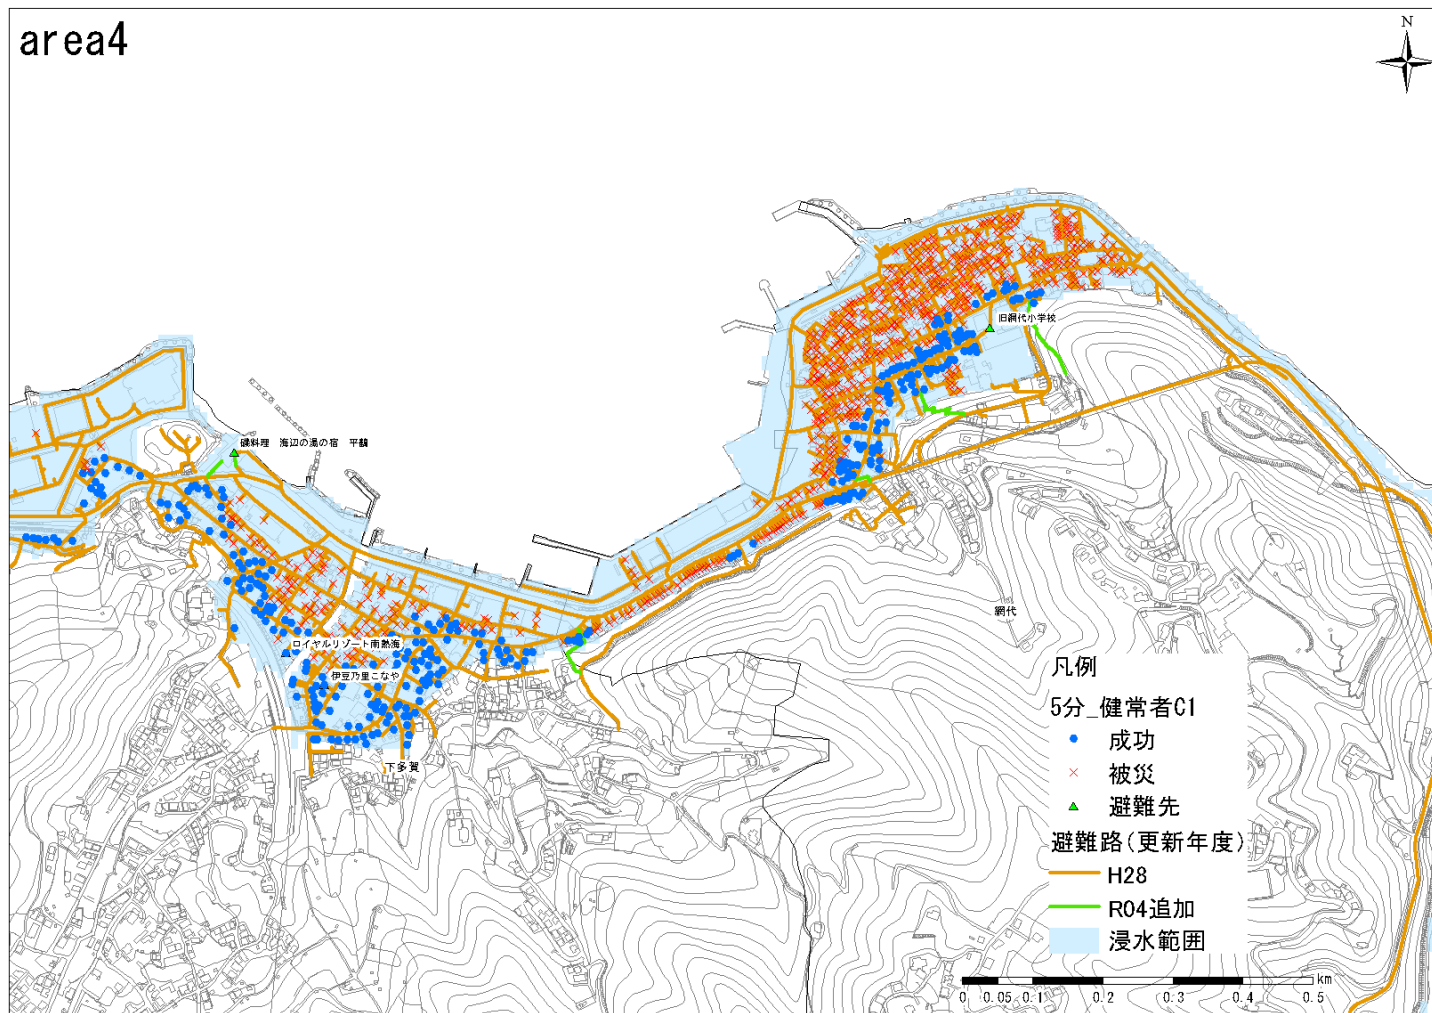 area4
N
旧網代小学校
磯料理 海辺の湯の宿 平鶴
網代
ロイヤルリゾート南熱海
伊豆乃里こなや
下多賀
凡例
5分_健常者C1
成功
被災
避難先
避難路(更新年度)
H28
R04追加
浸水範囲
km
0 0.05 0.1 0.2 0.3 0.4 0.5